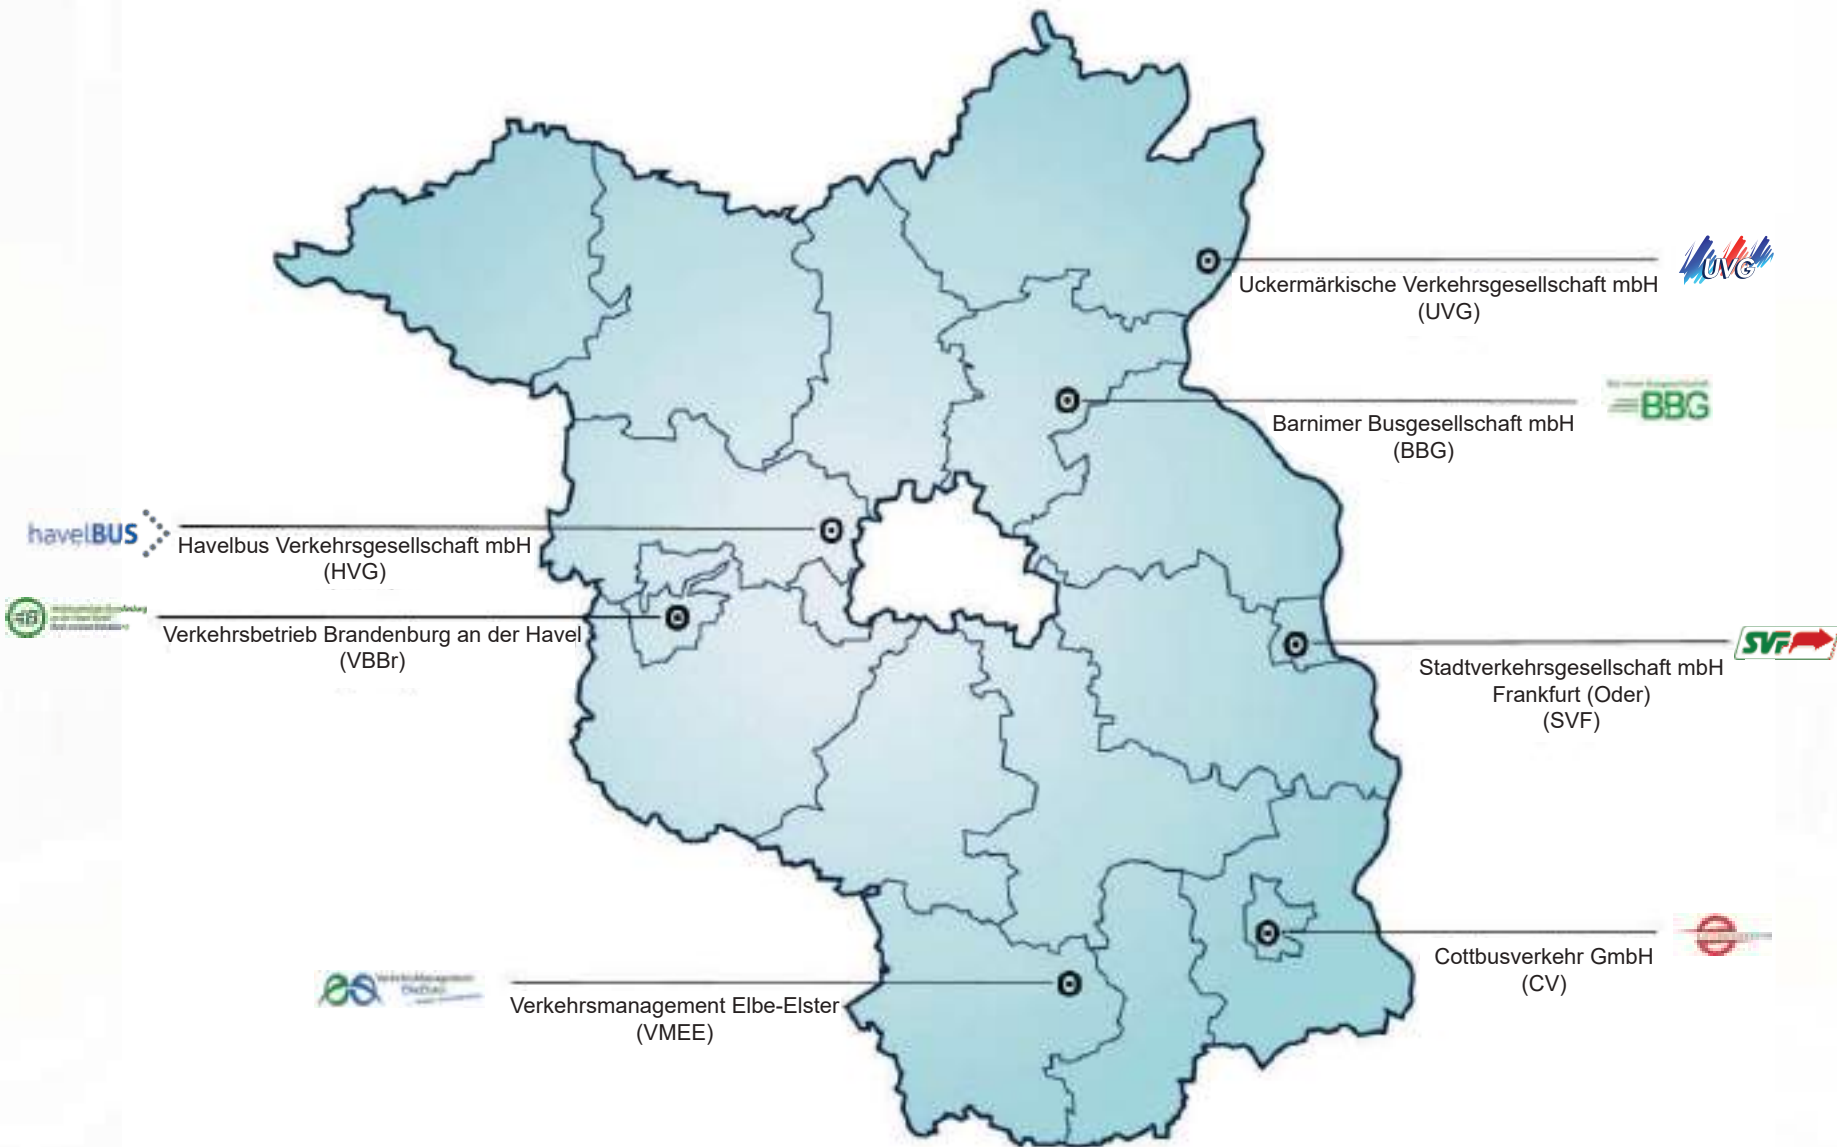 UVG
Uckermärkische Verkehrsgesellschaft mbH
(UVG)
BBG
Barnimer Busgesellschaft mbH
(BBG)
havelBUS
Havelbus Verkehrsgesellschaft mbH
(HVG)
Verkehrsbetrieb Brandenburg an der Havel
(VBBr)
SVF
Stadtverkehrsgesellschaft mbH
Frankfurt (Oder)
(SVF)
Cottbusverkehr GmbH
(CV)
Verkehrsmanagement Elbe-Elster
(VMEE)